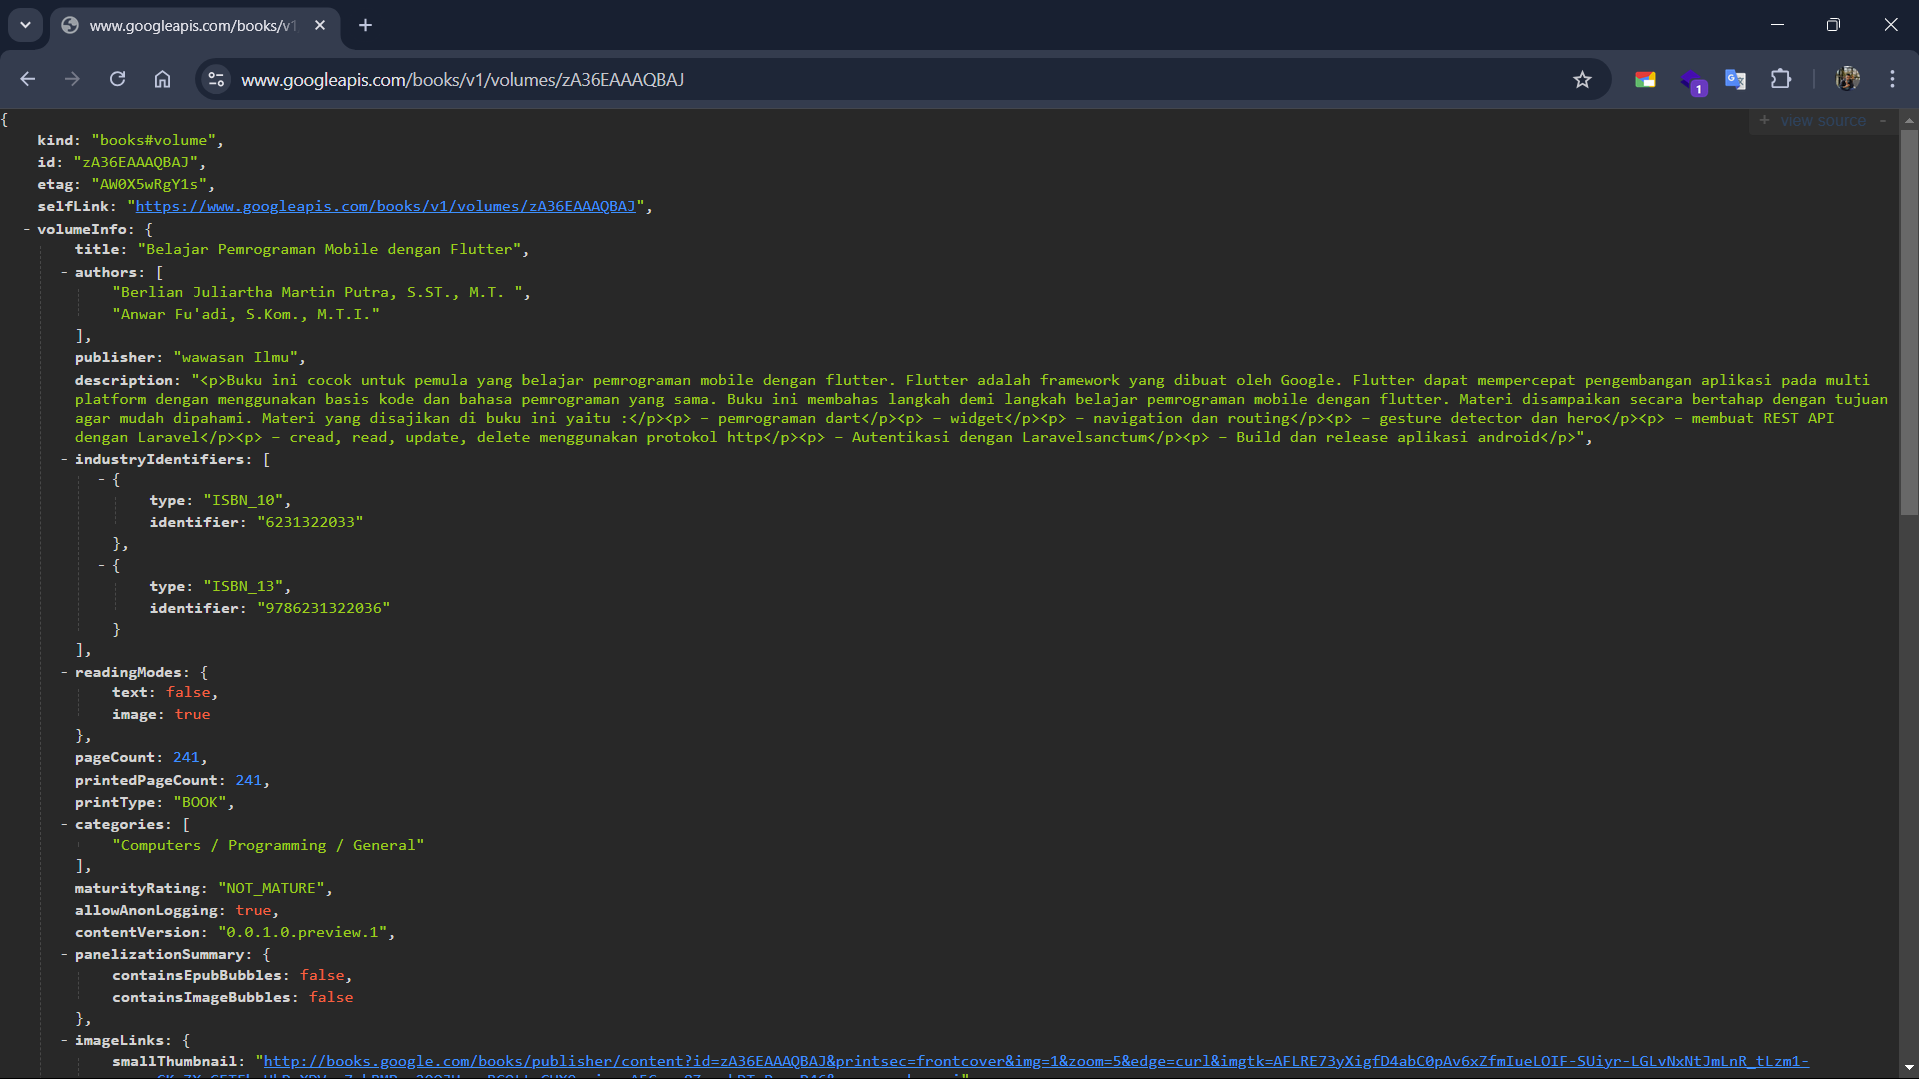 www.googleapis.com/books/v1
www.googleapis.com/books/v1/volumes/zA36EAAAQBAJ
1
+ view source -
{
kind: "books#volume",
id: "zA36EAAAQBAJ",
etag: "AW0X5wRgY1s",
selfLink: "https://www.googleapis.com/books/v1/volumes/zA36EAAAQBAJ",
- volumeInfo: {
title: "Belajar Pemrograman Mobile dengan Flutter",
- authors: [
"Berlian Juliartha Martin Putra, S.ST., M.T. ",
"Anwar Fu'adi, S.Kom., M.T.I."
],
publisher: "wawasan Ilmu",
description: "<p>Buku ini cocok untuk pemula yang belajar pemrograman mobile dengan flutter. Flutter adalah framework yang dibuat oleh Google. Flutter dapat mempercepat pengembangan aplikasi pada multi
platform dengan menggunakan basis kode dan bahasa pemrograman yang sama. Buku ini membahas langkah demi langkah belajar pemrograman mobile dengan flutter. Materi disampaikan secara bertahap dengan tujuan
agar mudah dipahami. Materi yang disajikan di buku ini yaitu :</p><p> – pemrograman dart</p><p> – widget</p><p> – navigation dan routing</p><p> – gesture detector dan hero</p><p> – membuat REST API
dengan Laravel</p><p> – cread, read, update, delete menggunakan protokol http</p><p> – Autentikasi dengan Laravelsanctum</p><p> – Build dan release aplikasi android</p>",
- industryIdentifiers: [
- {
type: "ISBN_10",
identifier: "6231322033"
},
- {
type: "ISBN_13",
identifier: "9786231322036"
}
],
- readingModes: {
text: false,
image: true
},
pageCount: 241,
printedPageCount: 241,
printType: "BOOK",
- categories: [
"Computers / Programming / General"
],
maturityRating: "NOT_MATURE",
allowAnonLogging: true,
contentVersion: "0.0.1.0.preview.1",
- panelizationSummary: {
containsEpubBubbles: false,
containsImageBubbles: false
},
- imageLinks: {
smallThumbnail: "http://books.google.com/books/publisher/content?id=zA36EAAAQBAJ&printsec=frontcover&img=1&zoom=5&edge=curl&imgtk=AFLRE73yXigfD4abC0pAv6xZfmIueLOIF-SUiyr-LGLvNxNtJmLnR_tLzm1-